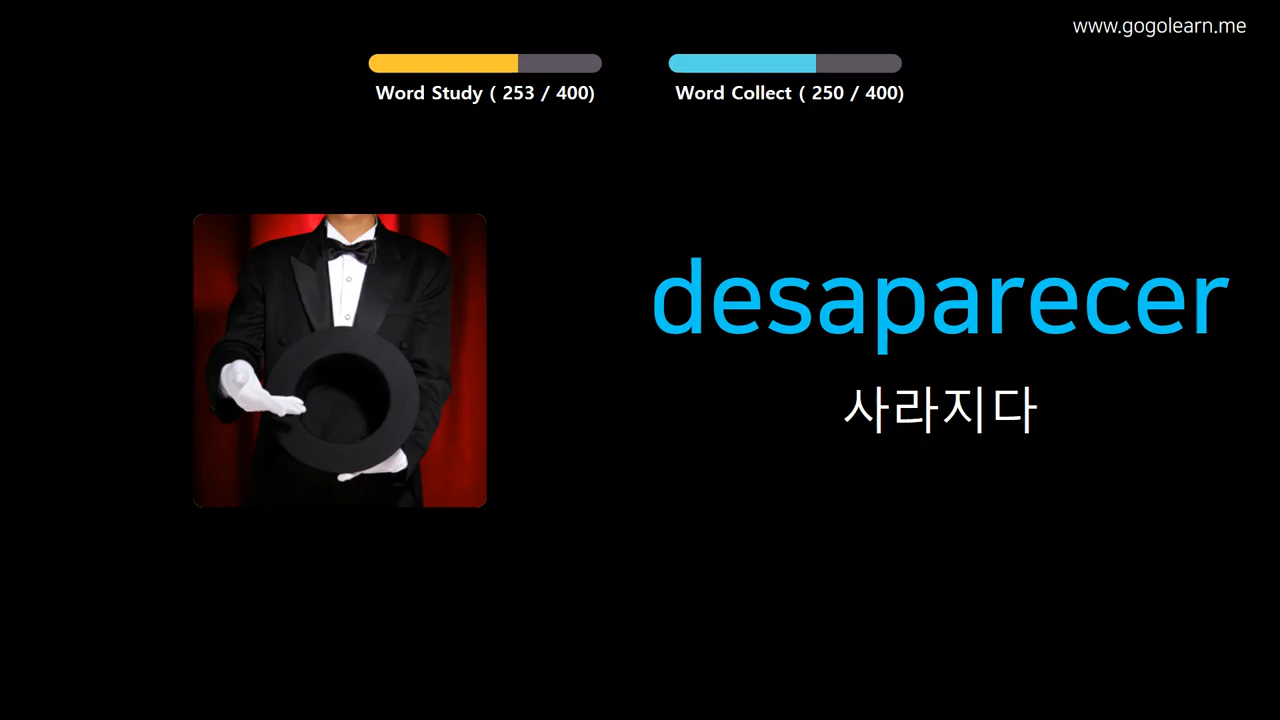 www.gogolearn.me
Word Study ( 253 / 400)
Word Collect ( 250 / 400)
desaparecer
사라지다